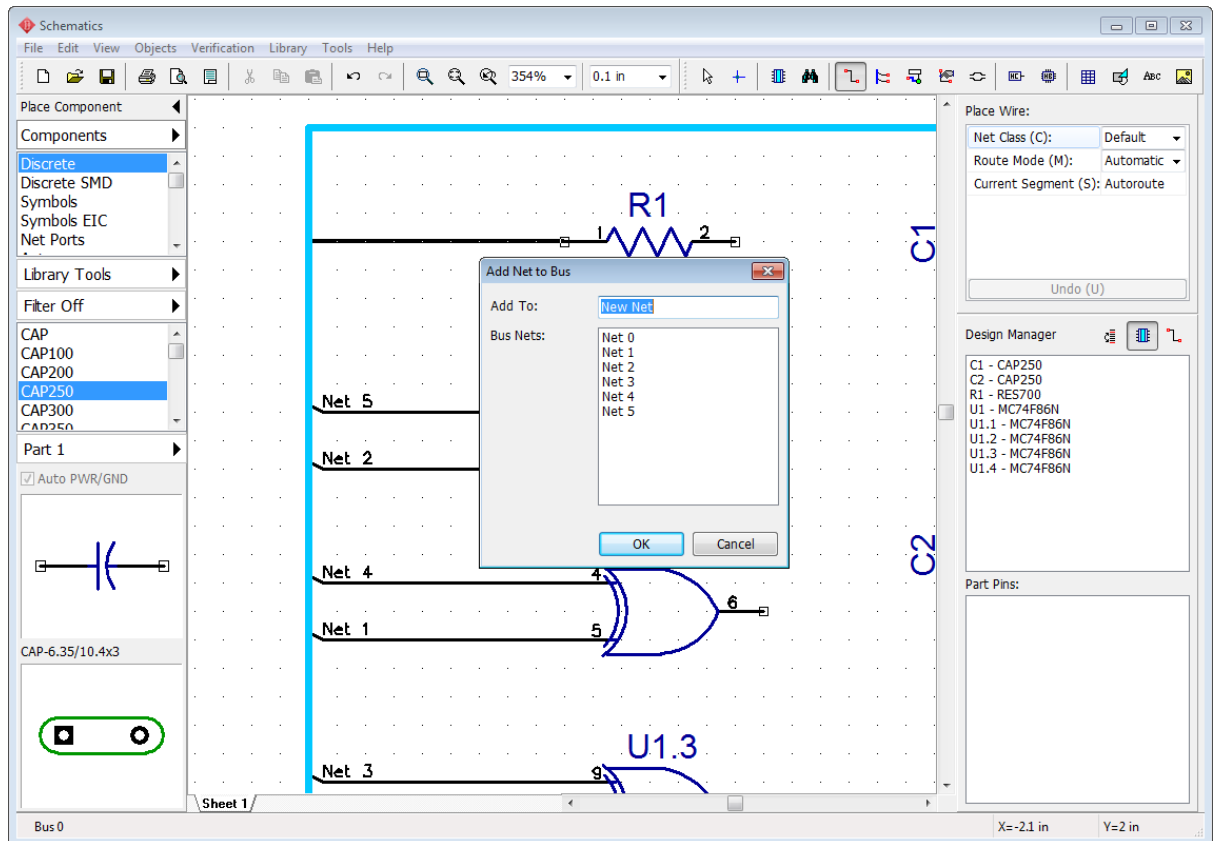 Schematics
File Edit View Objects Verification Library Tools Help
354% 0.1 in ABC
Place Component
Components
Discrete
Discrete SMD
Symbols
Symbols EIC
Net Ports
Library Tools
Filter Off
CAP
CAP100
CAP200
CAP250
CAP300
CAP350
Part 1
Auto PWR/GND
CAP-6.35/10.4x3
R1
1 2
C1
Net 5
Net 2
Net 4 4
C2
6
Net 1 5
U1.3
Net 3 9
Sheet 1
Add Net to Bus
Add To: New Net
Bus Nets: Net 0
Net 1
Net 2
Net 3
Net 4
Net 5
OK Cancel
Place Wire:
Net Class (C): Default
Route Mode (M): Automatic
Current Segment (S): Autoroute
Undo (U)
Design Manager
C1 - CAP250
C2 - CAP250
R1 - RES700
U1 - MC74F86N
U1.1 - MC74F86N
U1.2 - MC74F86N
U1.3 - MC74F86N
U1.4 - MC74F86N
Part Pins:
Bus 0 X=-2.1 in Y=2 in